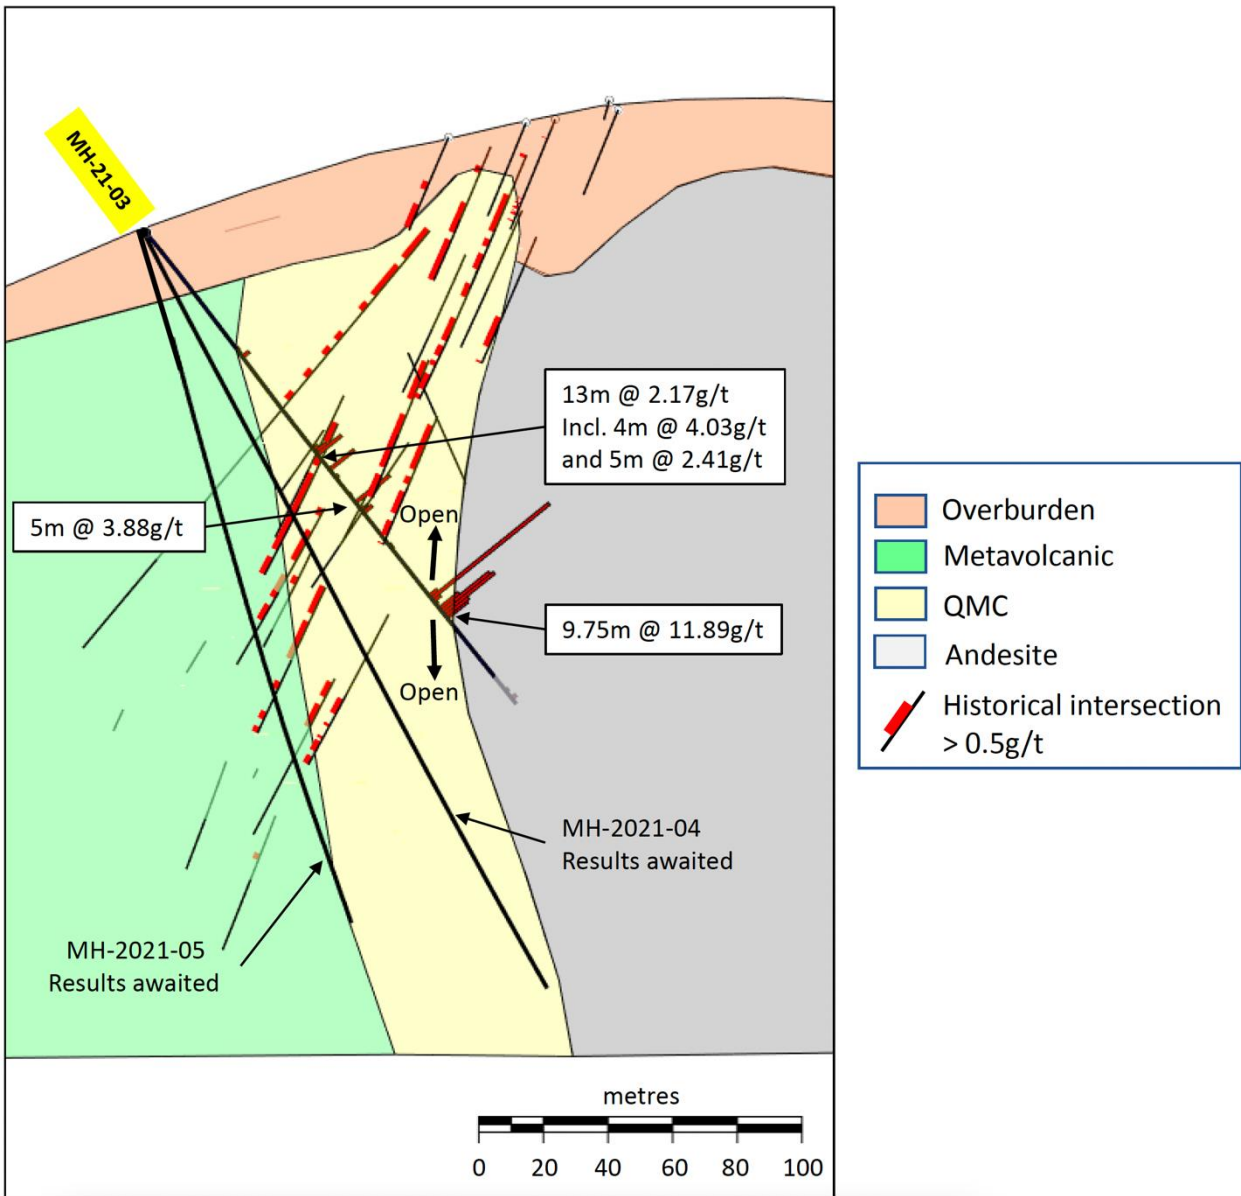 MH-21-03
13m @ 2.17g/t
Incl. 4m @ 4.03g/t
and 5m @ 2.41g/t
5m @ 3.88g/t
Open
9.75m @ 11.89g/t
Open
MH-2021-04
Results awaited
MH-2021-05
Results awaited
metres
0 20 40 60 80 100
Overburden
Metavolcanic
QMC
Andesite
Historical intersection
> 0.5g/t